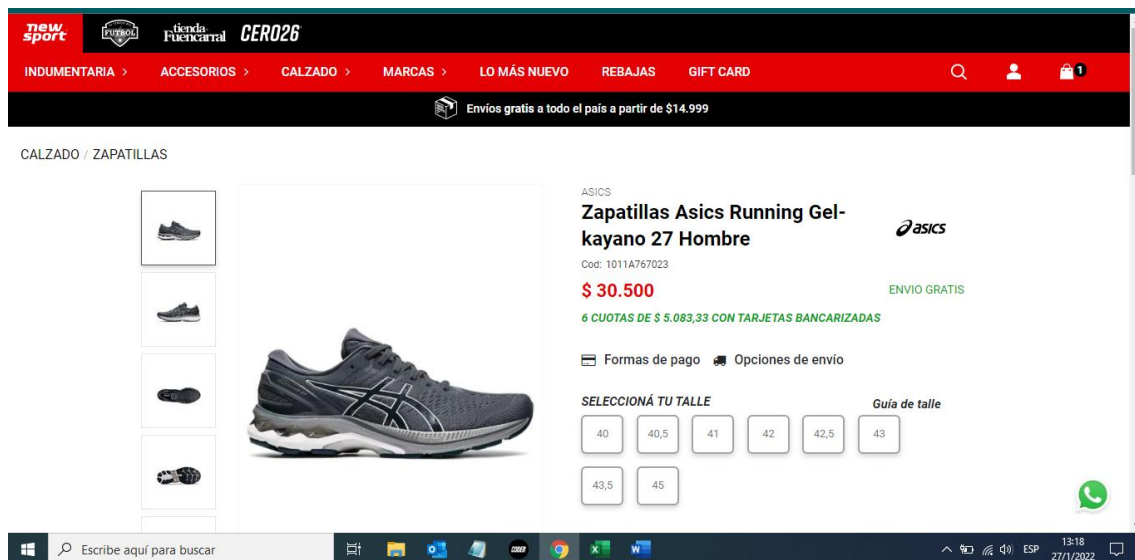 new sport
FUTBOL
tienda Fuencarral
CERO26
INDUMENTARIA > ACCESORIOS > CALZADO > MARCAS > LO MÁS NUEVO REBAJAS GIFT CARD 1
Envíos gratis a todo el país a partir de $14.999
CALZADO / ZAPATILLAS
ASICS
Zapatillas Asics Running Gel-
kayano 27 Hombre
asics
Cod: 1011A767023
$ 30.500 ENVIO GRATIS
6 CUOTAS DE $ 5.083,33 CON TARJETAS BANCARIZADAS
Formas de pago Opciones de envío
SELECCIONÁ TU TALLE Guía de talle
40 40,5 41 42 42,5 43
43,5 45
Escribe aquí para buscar
CODER
ESP
13:18
27/1/2022